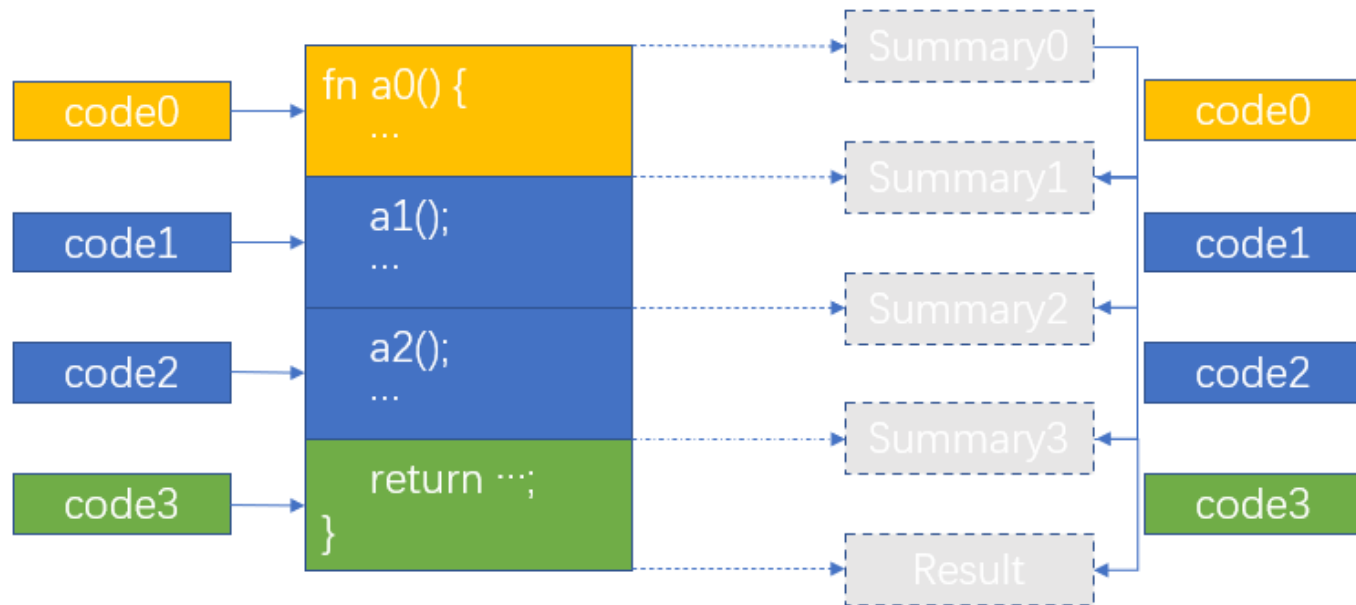 code0
code1
code2
code3
fn a0() {
...
a1();
...
a2();
...
return ...;
}
Summary0
Summary1
Summary2
Summary3
Result
code0
code1
code2
code3